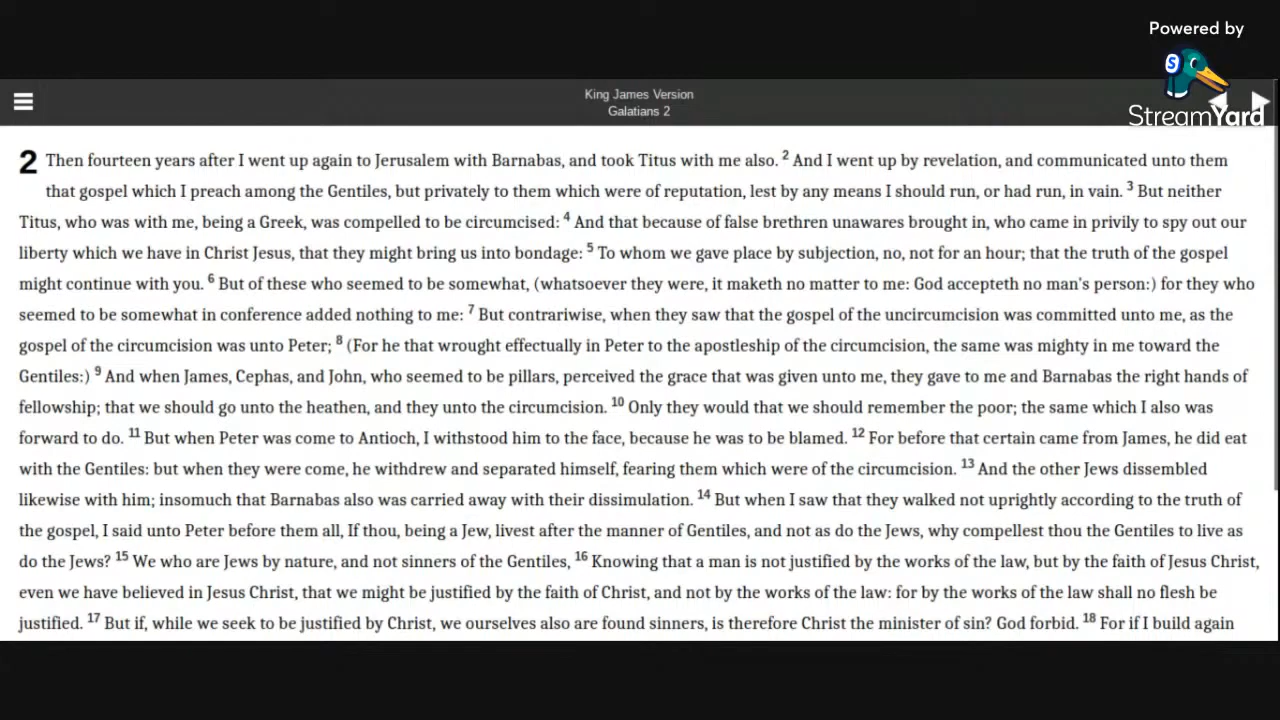 Powered by
StreamYard
King James Version
Galatians 2
2 Then fourteen years after I went up again to Jerusalem with Barnabas, and took Titus with me also. 2 And I went up by revelation, and communicated unto them
that gospel which I preach among the Gentiles, but privately to them which were of reputation, lest by any means I should run, or had run, in vain. 3 But neither
Titus, who was with me, being a Greek, was compelled to be circumcised: 4 And that because of false brethren unawares brought in, who came in privily to spy out our
liberty which we have in Christ Jesus, that they might bring us into bondage: 5 To whom we gave place by subjection, no, not for an hour; that the truth of the gospel
might continue with you. 6 But of these who seemed to be somewhat, (whatsoever they were, it maketh no matter to me: God accepteth no man's person:) for they who
seemed to be somewhat in conference added nothing to me: 7 But contrariwise, when they saw that the gospel of the uncircumcision was committed unto me, as the
gospel of the circumcision was unto Peter; 8 (For he that wrought effectually in Peter to the apostleship of the circumcision, the same was mighty in me toward the
Gentiles:) 9 And when James, Cephas, and John, who seemed to be pillars, perceived the grace that was given unto me, they gave to me and Barnabas the right hands of
fellowship; that we should go unto the heathen, and they unto the circumcision. 10 Only they would that we should remember the poor; the same which I also was
forward to do. 11 But when Peter was come to Antioch, I withstood him to the face, because he was to be blamed. 12 For before that certain came from James, he did eat
with the Gentiles: but when they were come, he withdrew and separated himself, fearing them which were of the circumcision. 13 And the other Jews dissembled
likewise with him; insomuch that Barnabas also was carried away with their dissimulation. 14 But when I saw that they walked not uprightly according to the truth of
the gospel, I said unto Peter before them all, If thou, being a Jew, livest after the manner of Gentiles, and not as do the Jews, why compellest thou the Gentiles to live as
do the Jews? 15 We who are Jews by nature, and not sinners of the Gentiles, 16 Knowing that a man is not justified by the works of the law, but by the faith of Jesus Christ,
even we have believed in Jesus Christ, that we might be justified by the faith of Christ, and not by the works of the law: for by the works of the law shall no flesh be
justified. 17 But if, while we seek to be justified by Christ, we ourselves also are found sinners, is therefore Christ the minister of sin? God forbid. 18 For if I build again